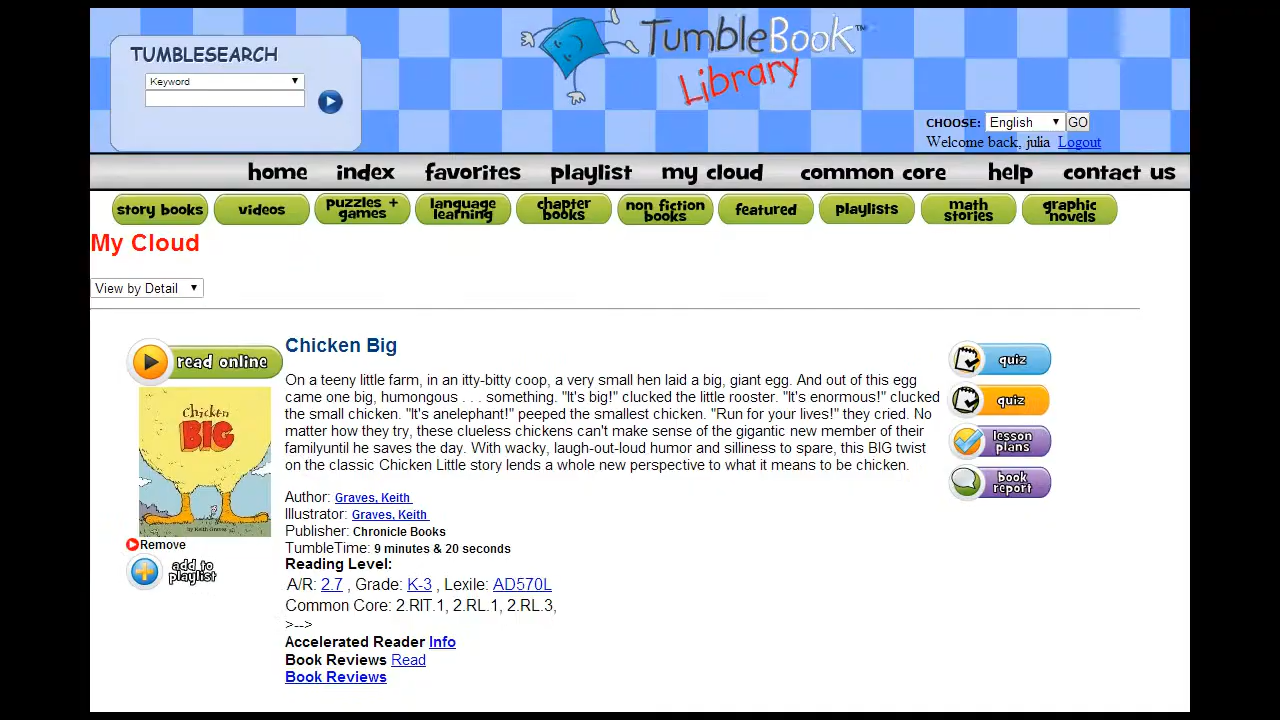 TumbleBook™
Library
TUMBLESEARCH
Keyword
CHOOSE: English GO
Welcome back, julia Logout
home index favorites playlist my cloud common core help contact us
story books videos puzzles + games language learning chapter books non fiction books featured playlists math stories graphic novels
My Cloud
View by Detail
read online
chicken
BIG
by Keith Graves
Remove
add to
playlist
Chicken Big
On a teeny little farm, in an itty-bitty coop, a very small hen laid a big, giant egg. And out of this egg
came one big, humongous . . . something. "It's big!" clucked the little rooster. "It's enormous!" clucked
the small chicken. "It's anelephant!" peeped the smallest chicken. "Run for your lives!" they cried. No
matter how they try, these clueless chickens can't make sense of the gigantic new member of their
familyuntil he saves the day. With wacky, laugh-out-loud humor and silliness to spare, this BIG twist
on the classic Chicken Little story lends a whole new perspective to what it means to be chicken.
Author: Graves, Keith
Illustrator: Graves, Keith
Publisher: Chronicle Books
TumbleTime: 9 minutes & 20 seconds
Reading Level:
A/R: 2.7 , Grade: K-3 , Lexile: AD570L
Common Core: 2.RIT.1, 2.RL.1, 2.RL.3,
>-->
Accelerated Reader Info
Book Reviews Read
Book Reviews
quiz
quiz
lesson
plans
book
report